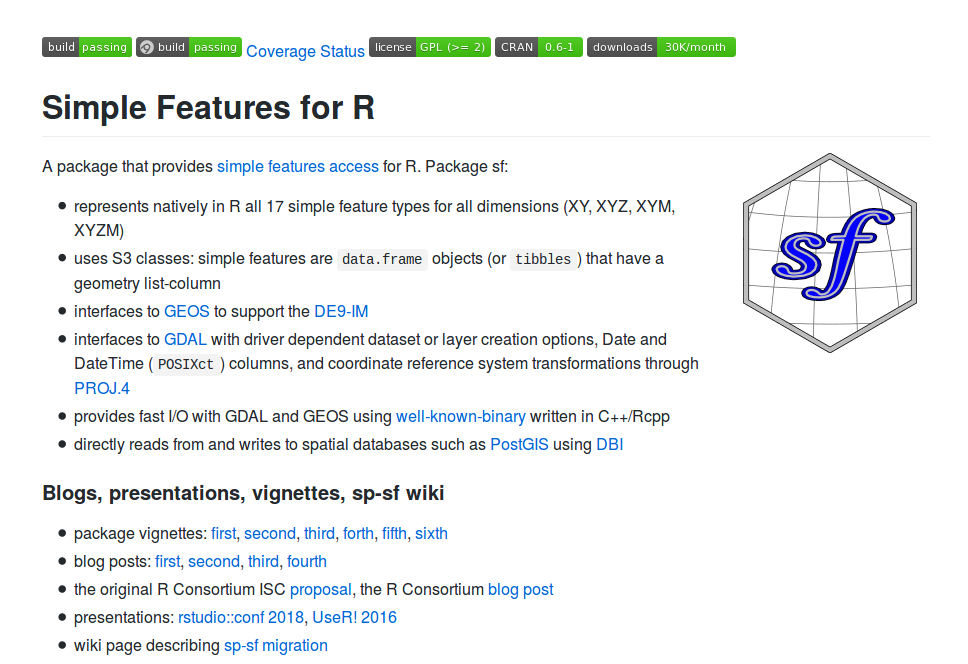 build passing build passing Coverage Status license GPL (>= 2) CRAN 0.6-1 downloads 30K/month
Simple Features for R
A package that provides simple features access for R. Package sf:
represents natively in R all 17 simple feature types for all dimensions (XY, XYZ, XYM,
XYZM)
uses S3 classes: simple features are data.frame objects (or tibbles ) that have a
geometry list-column
interfaces to GEOS to support the DE9-IM
interfaces to GDAL with driver dependent dataset or layer creation options, Date and
DateTime ( POSIXct ) columns, and coordinate reference system transformations through
PROJ.4
provides fast I/O with GDAL and GEOS using well-known-binary written in C++/Rcpp
directly reads from and writes to spatial databases such as PostGIS using DBI
sf
Blogs, presentations, vignettes, sp-sf wiki
package vignettes: first, second, third, forth, fifth, sixth
blog posts: first, second, third, fourth
the original R Consortium ISC proposal, the R Consortium blog post
presentations: rstudio::conf 2018, UseR! 2016
wiki page describing sp-sf migration